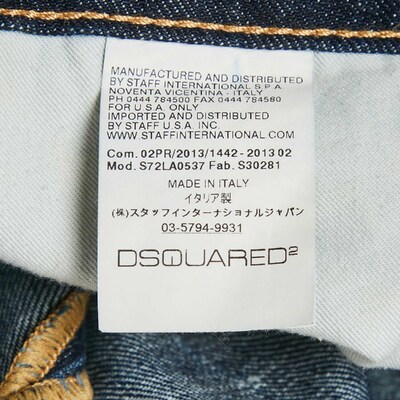 MANUFACTURED AND DISTRIBUTED
BY STAFF INTERNATIONAL S.P.A.
NOVENTA VICENTINA - ITALY
PH 0444 784500 FAX 0444 784580
FOR U.S.A. ONLY
IMPORTED AND DISTRIBUTED
BY STAFF U.S.A. INC.
WWW.STAFFINTERNATIONAL.COM
Com. 02PR/2013/1442 - 2013 02
Mod. S72LA0537 Fab. S30281
MADE IN ITALY
イタリア製
(株)スタッフインターナショナルジャパン
03-5794-9931
DSQUARED²